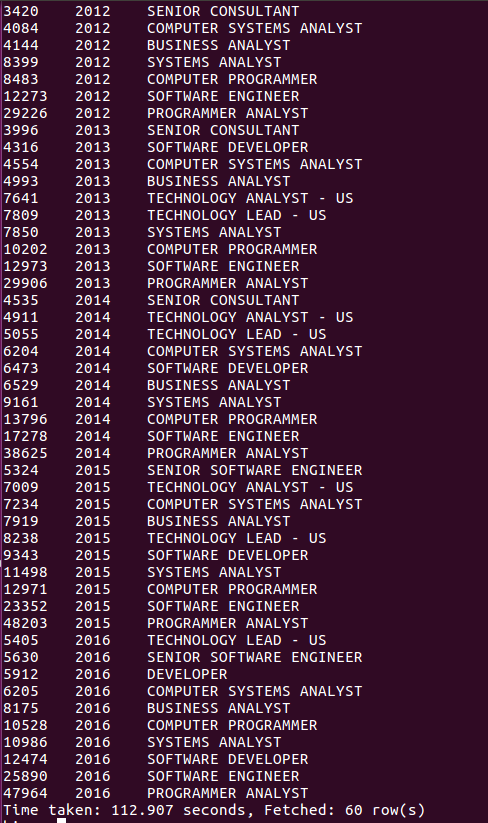 3420 2012 SENIOR CONSULTANT
4084 2012 COMPUTER SYSTEMS ANALYST
4144 2012 BUSINESS ANALYST
8399 2012 SYSTEMS ANALYST
8483 2012 COMPUTER PROGRAMMER
12273 2012 SOFTWARE ENGINEER
29226 2012 PROGRAMMER ANALYST
3996 2013 SENIOR CONSULTANT
4316 2013 SOFTWARE DEVELOPER
4554 2013 COMPUTER SYSTEMS ANALYST
4993 2013 BUSINESS ANALYST
7641 2013 TECHNOLOGY ANALYST - US
7809 2013 TECHNOLOGY LEAD - US
7850 2013 SYSTEMS ANALYST
10202 2013 COMPUTER PROGRAMMER
12973 2013 SOFTWARE ENGINEER
29906 2013 PROGRAMMER ANALYST
4535 2014 SENIOR CONSULTANT
4911 2014 TECHNOLOGY ANALYST - US
5055 2014 TECHNOLOGY LEAD - US
6204 2014 COMPUTER SYSTEMS ANALYST
6473 2014 SOFTWARE DEVELOPER
6529 2014 BUSINESS ANALYST
9161 2014 SYSTEMS ANALYST
13796 2014 COMPUTER PROGRAMMER
17278 2014 SOFTWARE ENGINEER
38625 2014 PROGRAMMER ANALYST
5324 2015 SENIOR SOFTWARE ENGINEER
7009 2015 TECHNOLOGY ANALYST - US
7234 2015 COMPUTER SYSTEMS ANALYST
7919 2015 BUSINESS ANALYST
8238 2015 TECHNOLOGY LEAD - US
9343 2015 SOFTWARE DEVELOPER
11498 2015 SYSTEMS ANALYST
12971 2015 COMPUTER PROGRAMMER
23352 2015 SOFTWARE ENGINEER
48203 2015 PROGRAMMER ANALYST
5405 2016 TECHNOLOGY LEAD - US
5630 2016 SENIOR SOFTWARE ENGINEER
5912 2016 DEVELOPER
6205 2016 COMPUTER SYSTEMS ANALYST
8175 2016 BUSINESS ANALYST
10528 2016 COMPUTER PROGRAMMER
10986 2016 SYSTEMS ANALYST
12474 2016 SOFTWARE DEVELOPER
25890 2016 SOFTWARE ENGINEER
47964 2016 PROGRAMMER ANALYST
Time taken: 112.907 seconds, Fetched: 60 row(s)